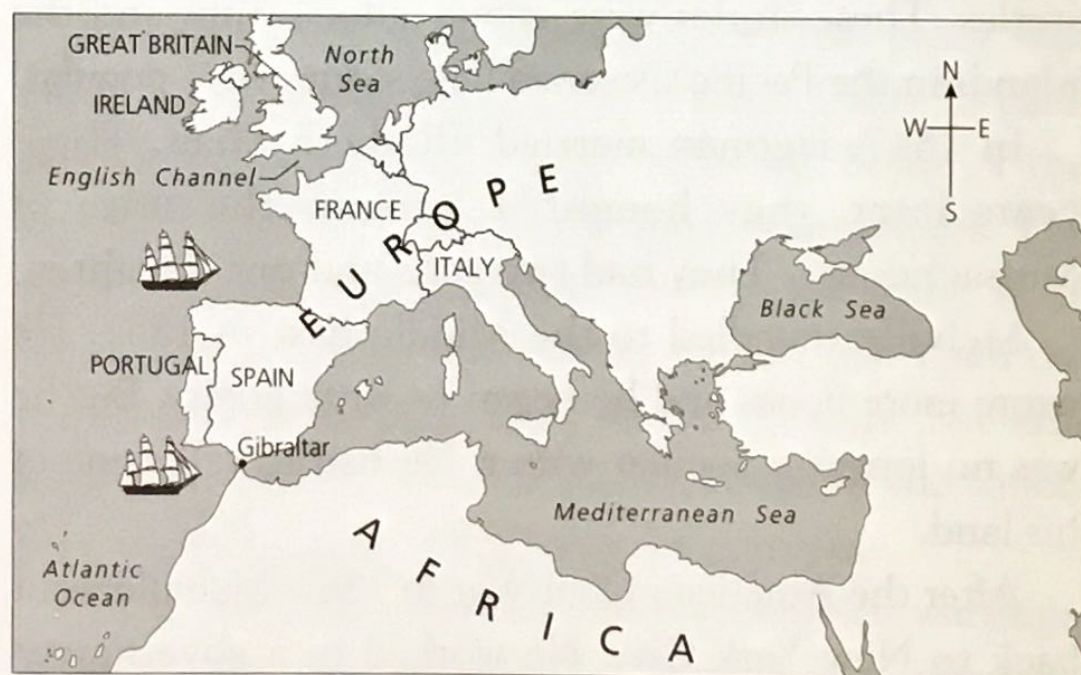 GREAT BRITAIN
North
Sea
IRELAND
N
W E
S
English Channel
FRANCE
EUROPE
ITALY
Black Sea
PORTUGAL
SPAIN
Gibraltar
Mediterranean Sea
AFRICA
Atlantic
Ocean